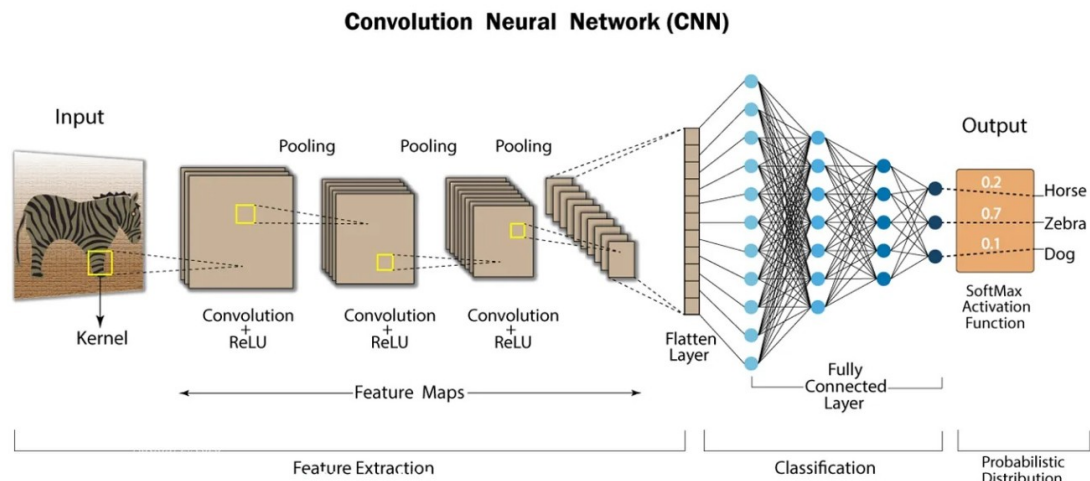 Convolution Neural Network (CNN)
Input
Kernel
Pooling
Pooling
Pooling
Convolution
+
ReLU
Convolution
+
ReLU
Convolution
+
ReLU
Feature Maps
Flatten
Layer
Fully
Connected
Layer
Output
0.2
0.7
0.1
Horse
Zebra
Dog
SoftMax
Activation
Function
Feature Extraction
Classification
Probabilistic
Distribution